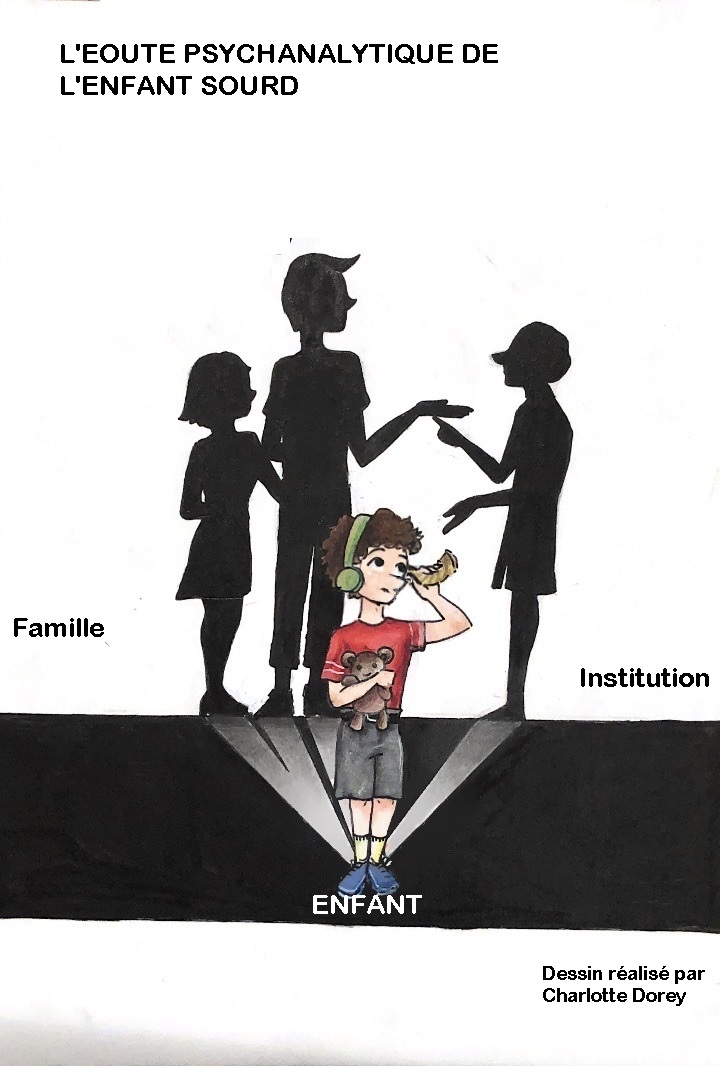 L'EOUTE PSYCHANALYTIQUE DE
L'ENFANT SOURD
Famille
Institution
ENFANT
Dessin réalisé par
Charlotte Dorey